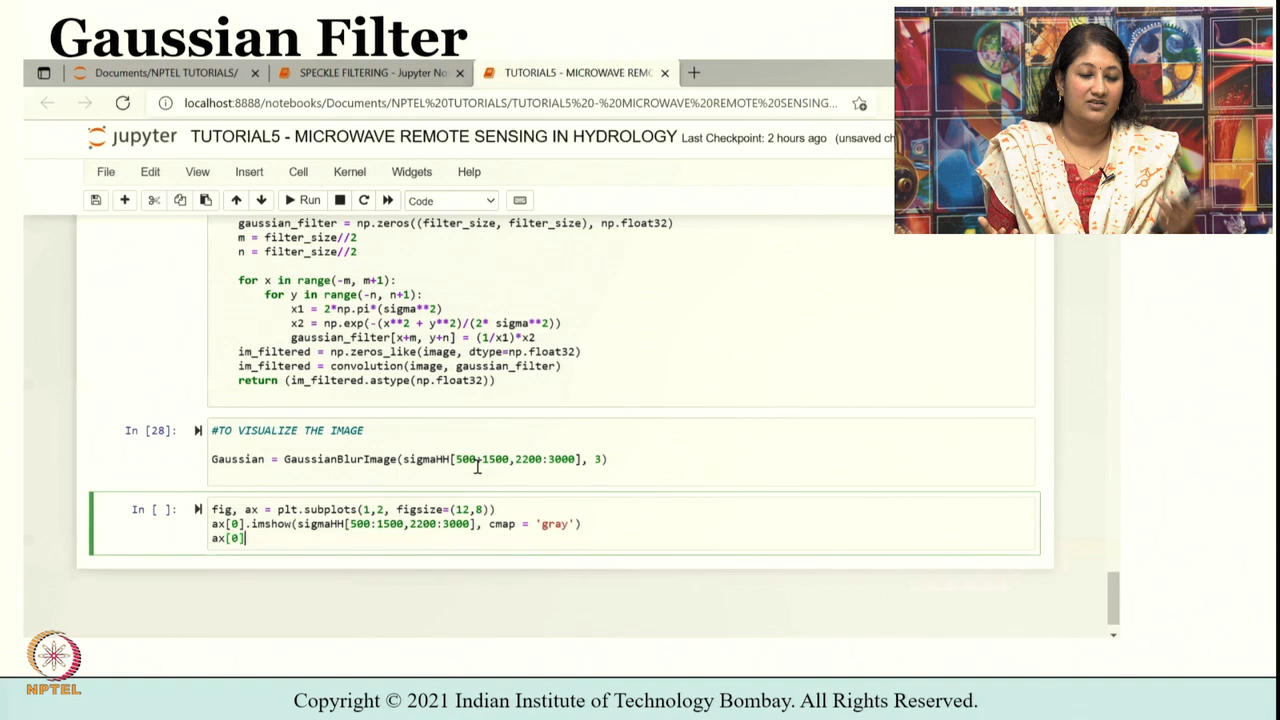 Gaussian Filter
Documents/NPTEL TUTORIALS/
SPECKLE FILTERING - Jupyter No
TUTORIAL5 - MICROWAVE REMO
localhost:8888/notebooks/Documents/NPTEL%20TUTORIALS/TUTORIAL5%20-%20MICROWAVE%20REMOTE%20SENSING...
jupyter TUTORIAL5 - MICROWAVE REMOTE SENSING IN HYDROLOGY Last Checkpoint: 2 hours ago (unsaved ch
File Edit View Insert Cell Kernel Widgets Help
Run Code
gaussian_filter = np.zeros((filter_size, filter_size), np.float32)
m = filter_size//2
n = filter_size//2
for x in range(-m, m+1):
for y in range(-n, n+1):
x1 = 2*np.pi*(sigma**2)
x2 = np.exp(-(x**2 + y**2)/(2* sigma**2))
gaussian_filter[x+m, y+n] = (1/x1)*x2
im_filtered = np.zeros_like(image, dtype=np.float32)
im_filtered = convolution(image, gaussian_filter)
return (im_filtered.astype(np.float32))
In [28]: #TO VISUALIZE THE IMAGE
Gaussian = GaussianBlurImage(sigmaHH[500:1500,2200:3000], 3)
In [ ]: fig, ax = plt.subplots(1,2, figsize=(12,8))
ax[0].imshow(sigmaHH[500:1500,2200:3000], cmap = 'gray')
ax[0]
NPTEL
Copyright © 2021 Indian Institute of Technology Bombay. All Rights Reserved.